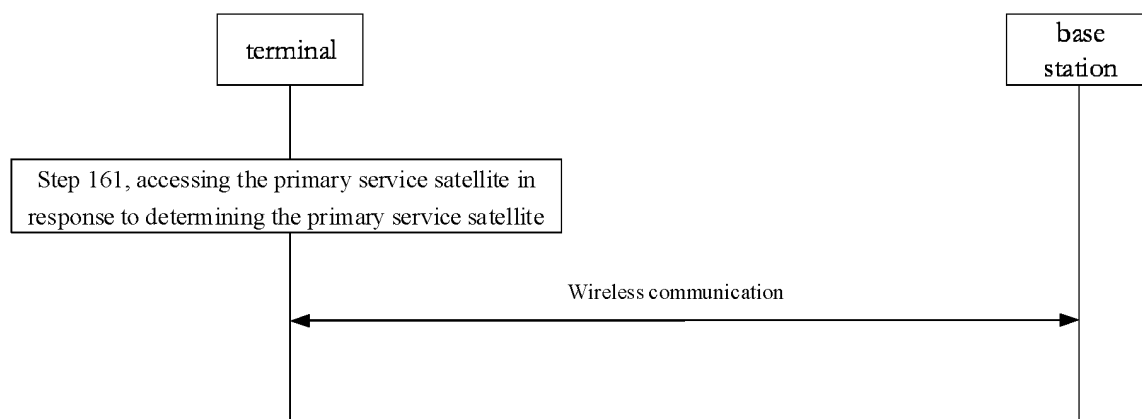 terminal
base
station
Step 161, accessing the primary service satellite in
response to determining the primary service satellite
Wireless communication